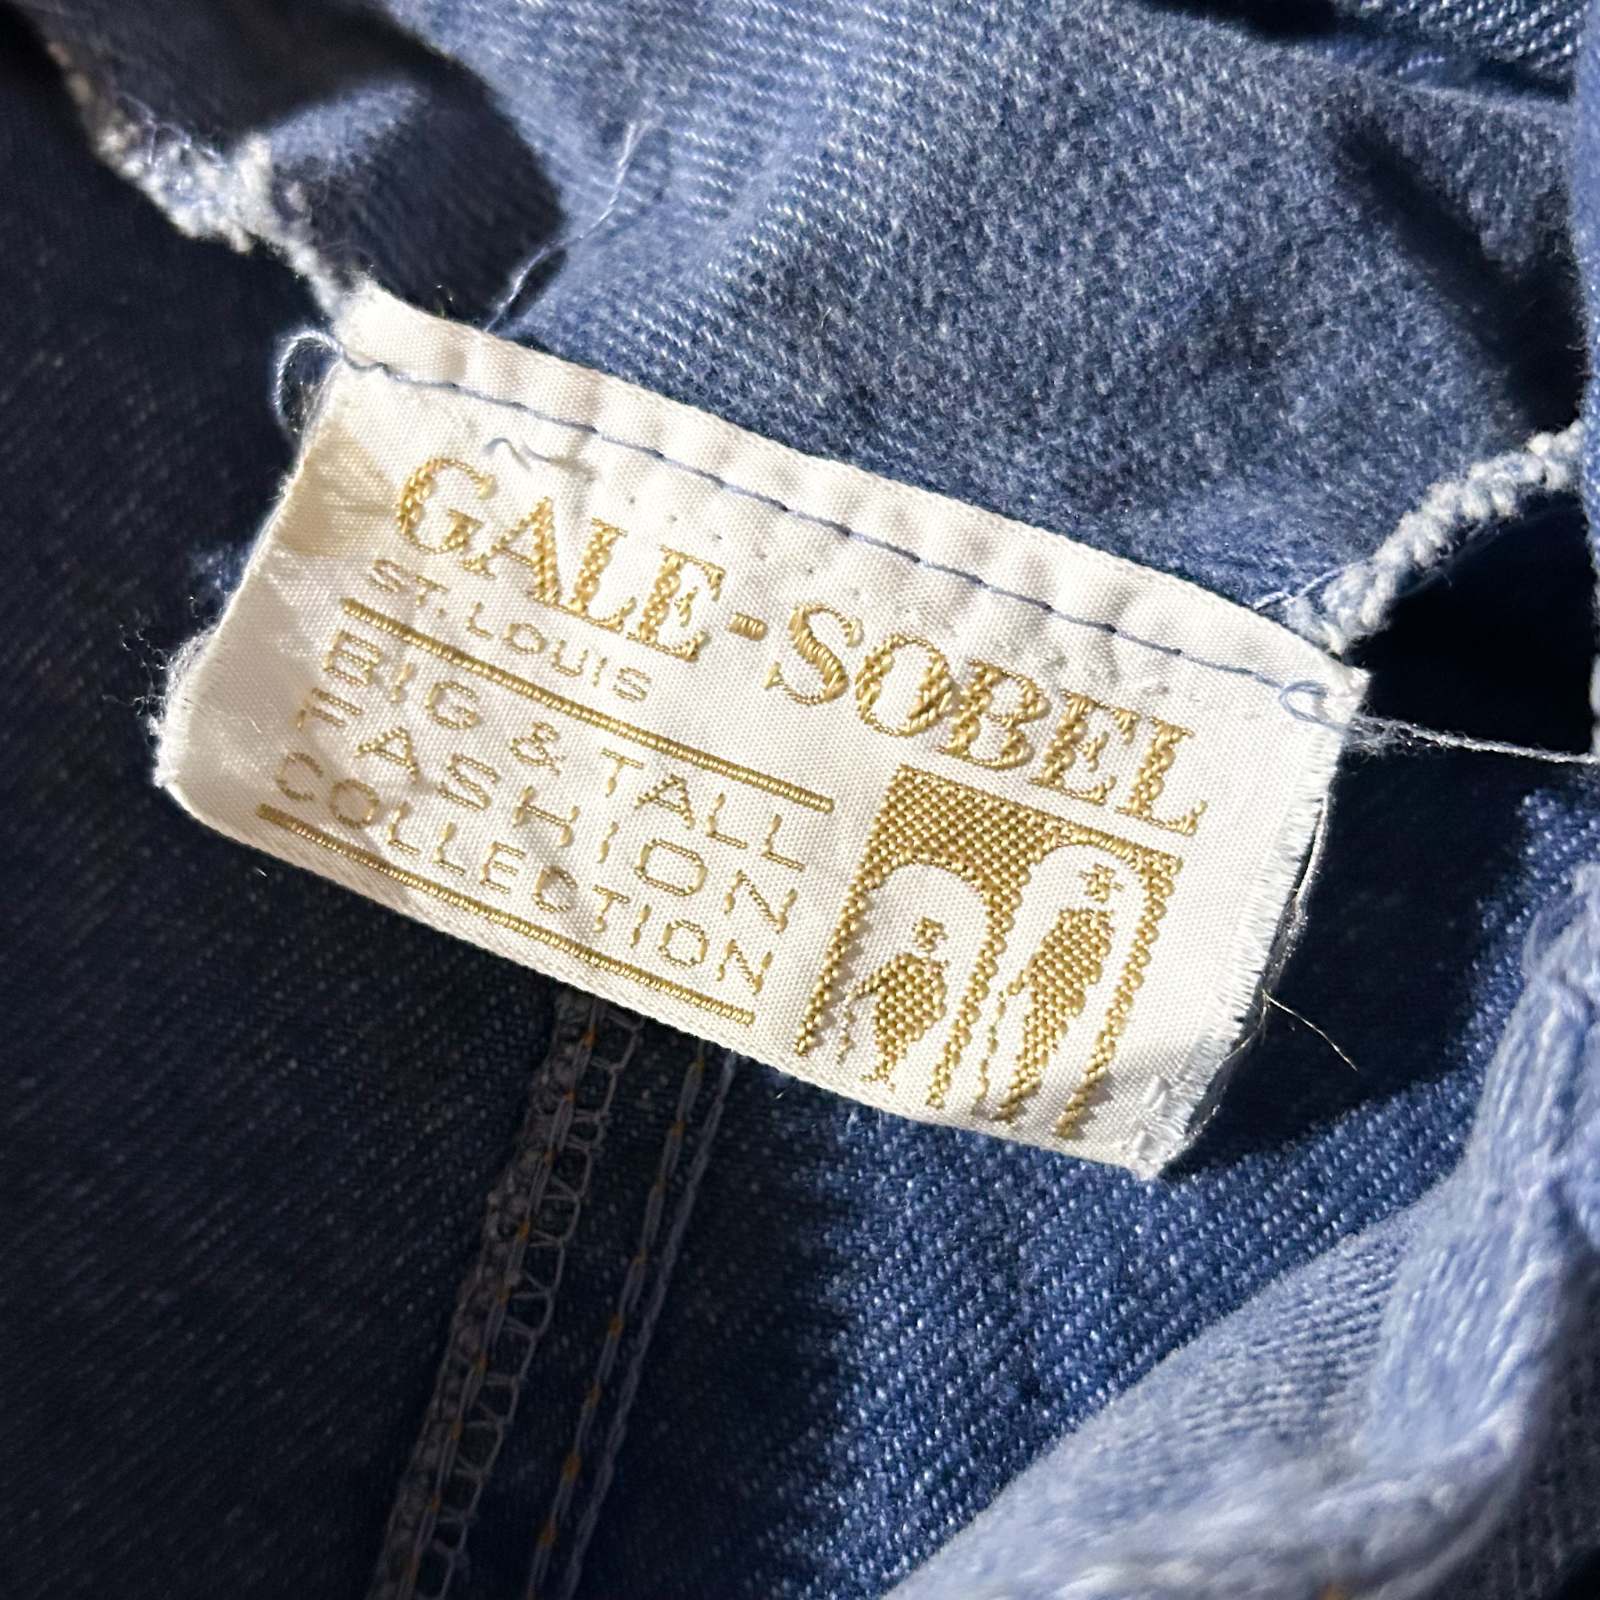 GALE-SOBEL
ST. LOUIS
BIG & TALL
FASHION
COLLECTION